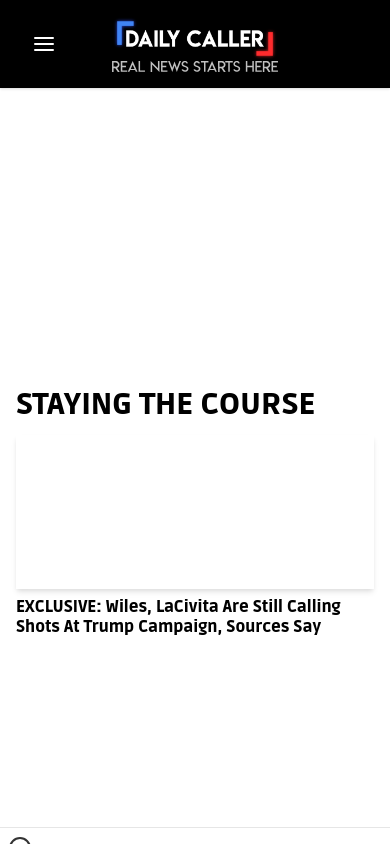 DAILY CALLER
REAL NEWS STARTS HERE
STAYING THE COURSE
EXCLUSIVE: Wiles, LaCivita Are Still Calling
Shots At Trump Campaign, Sources Say